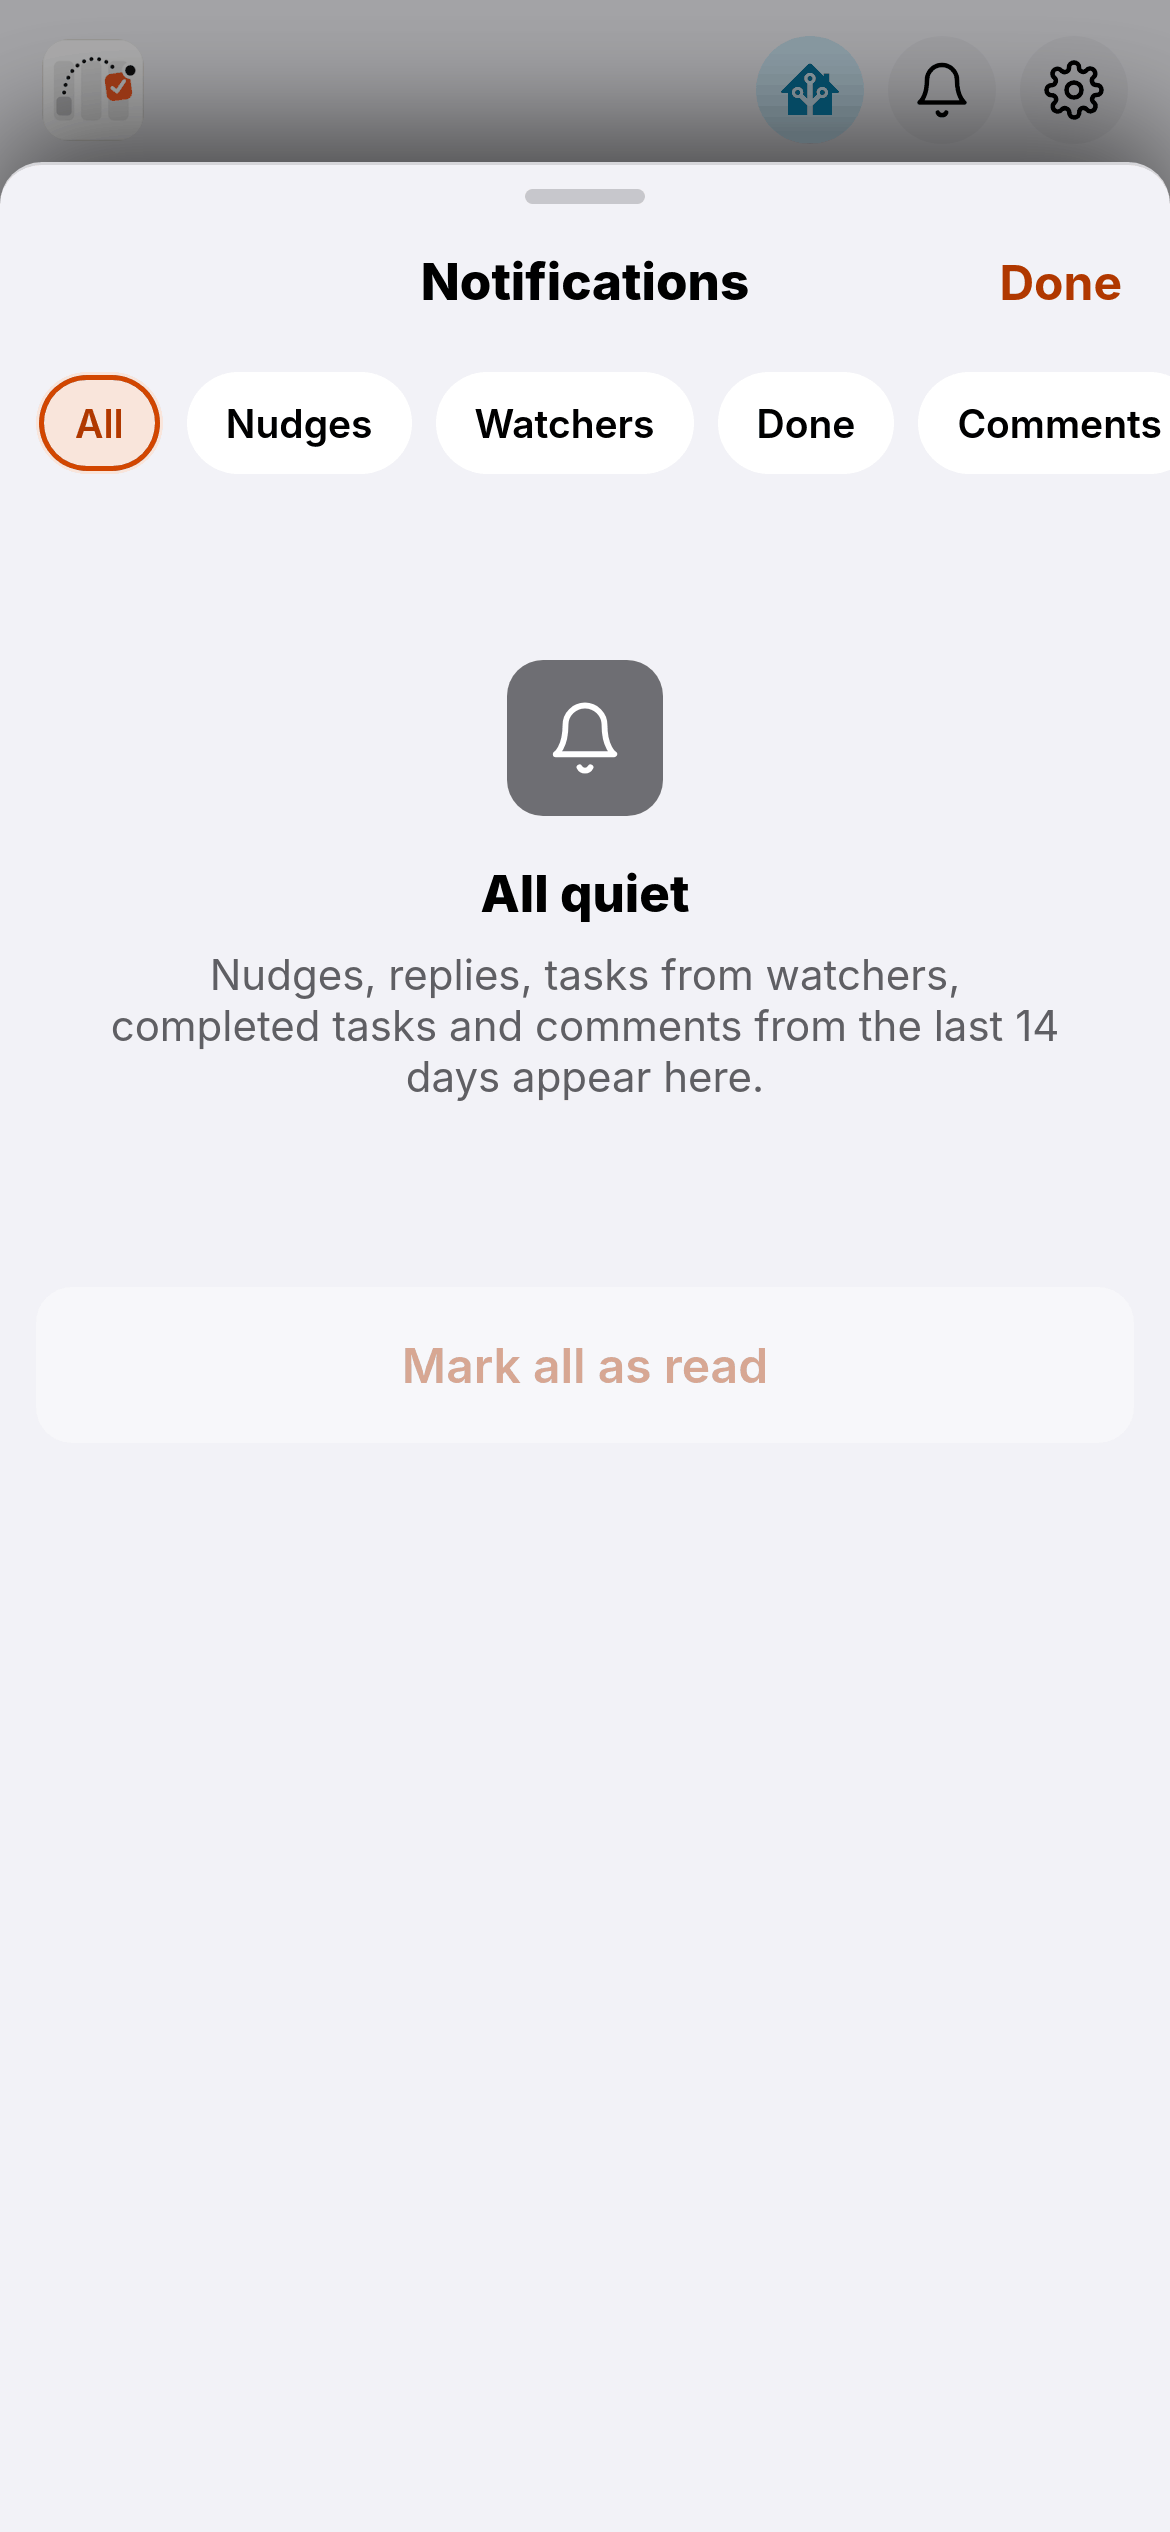 Notifications
Done
All
Nudges
Watchers
Done
Comments
All quiet
Nudges, replies, tasks from watchers,
completed tasks and comments from the last 14
days appear here.
Mark all as read